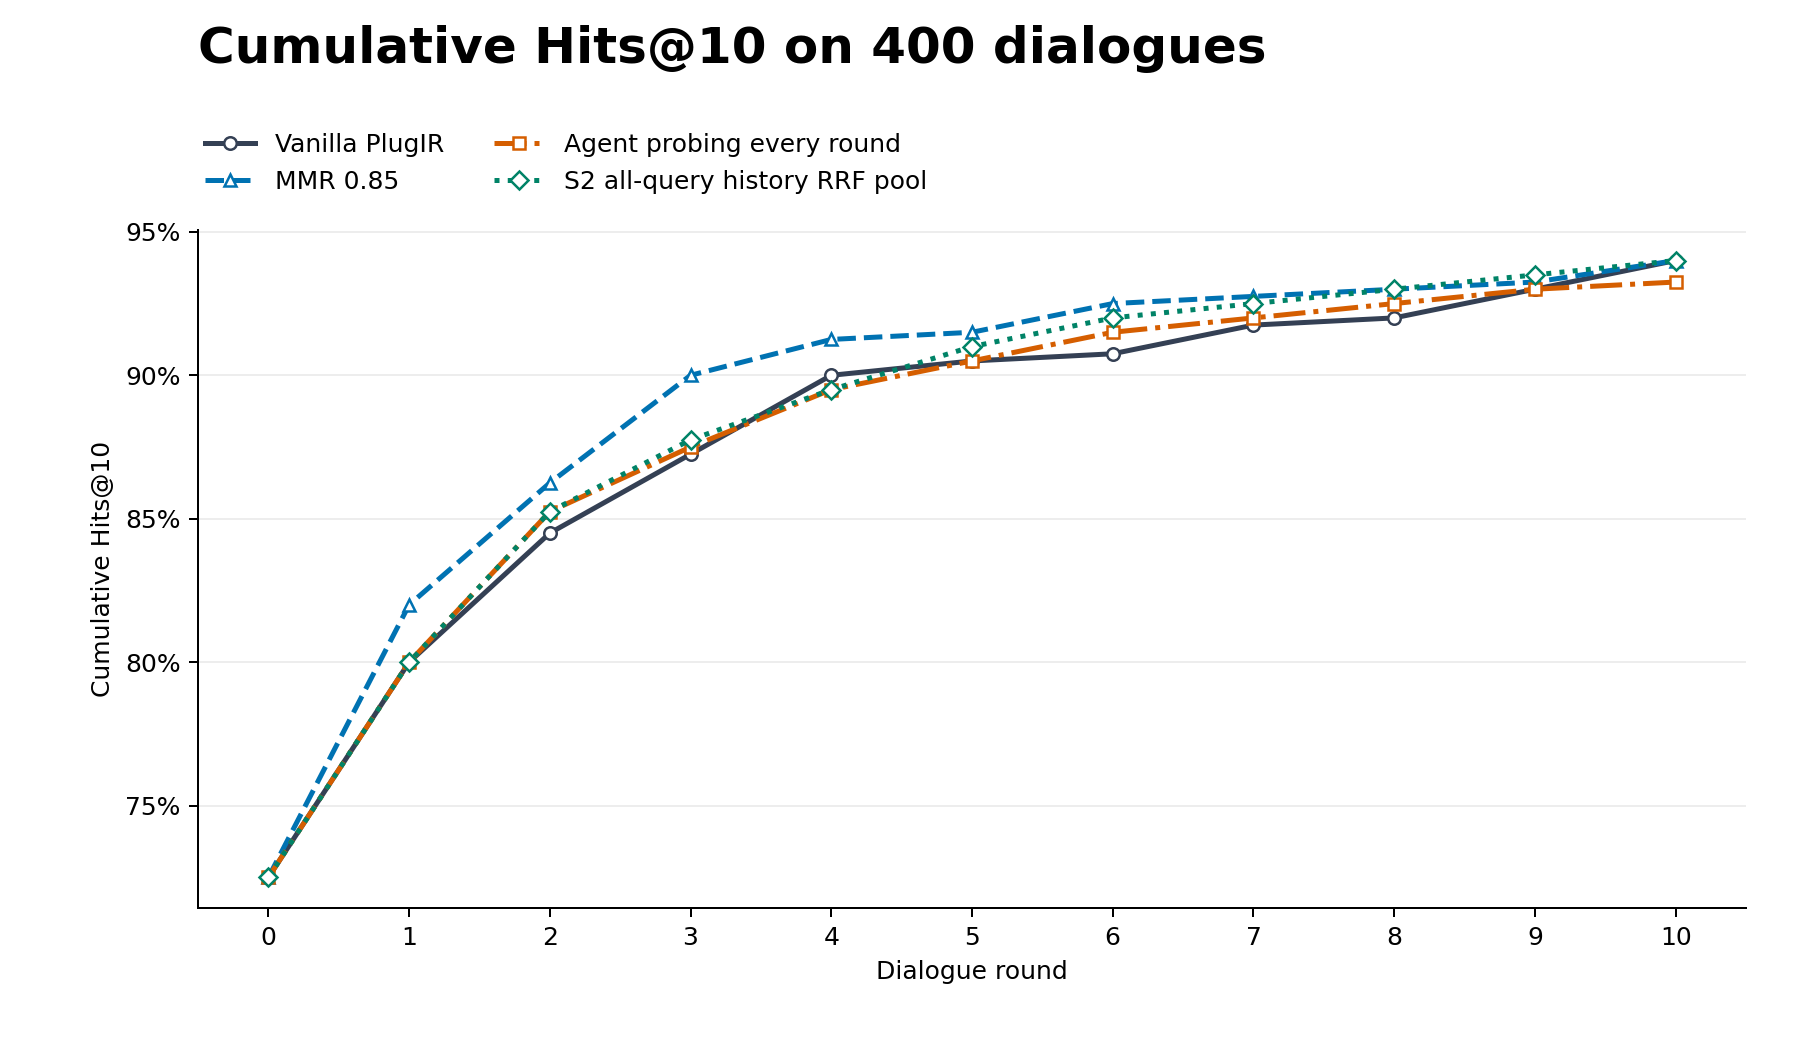 Cumulative Hits@10 on 400 dialogues
Vanilla PlugIR
MMR 0.85
Agent probing every round
S2 all-query history RRF pool
95%
90%
85%
80%
75%
Cumulative Hits@10
0 1 2 3 4 5 6 7 8 9 10
Dialogue round